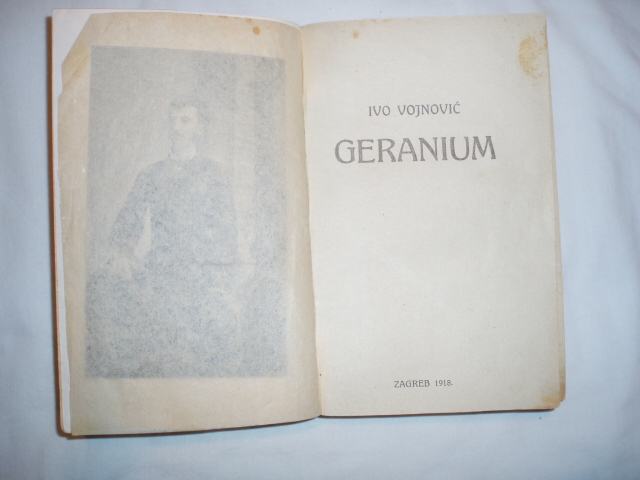 IVO VOJNOVIĆ
GERANIUM
ZAGREB 1918.